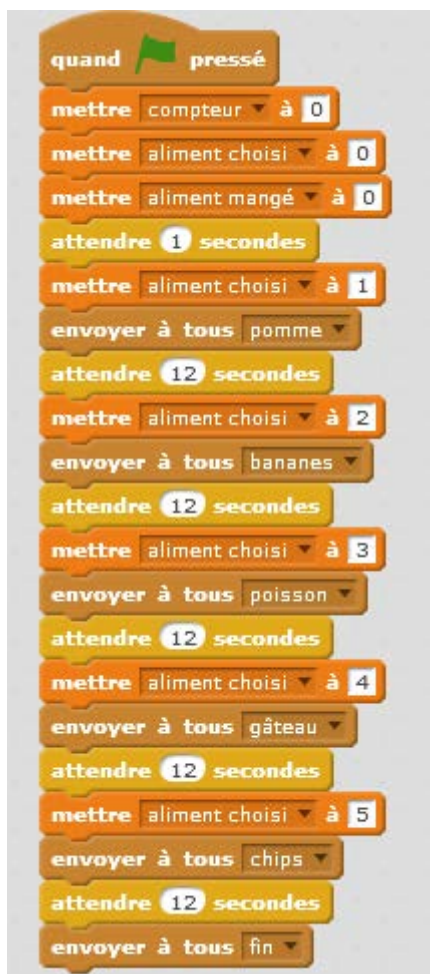 quand pressé
mettre compteur à 0
mettre aliment choisi à 0
mettre aliment mangé à 0
attendre 1 secondes
mettre aliment choisi à 1
envoyer à tous pomme
attendre 12 secondes
mettre aliment choisi à 2
envoyer à tous bananes
attendre 12 secondes
mettre aliment choisi à 3
envoyer à tous poisson
attendre 12 secondes
mettre aliment choisi à 4
envoyer à tous gâteau
attendre 12 secondes
mettre aliment choisi à 5
envoyer à tous chips
attendre 12 secondes
envoyer à tous fin